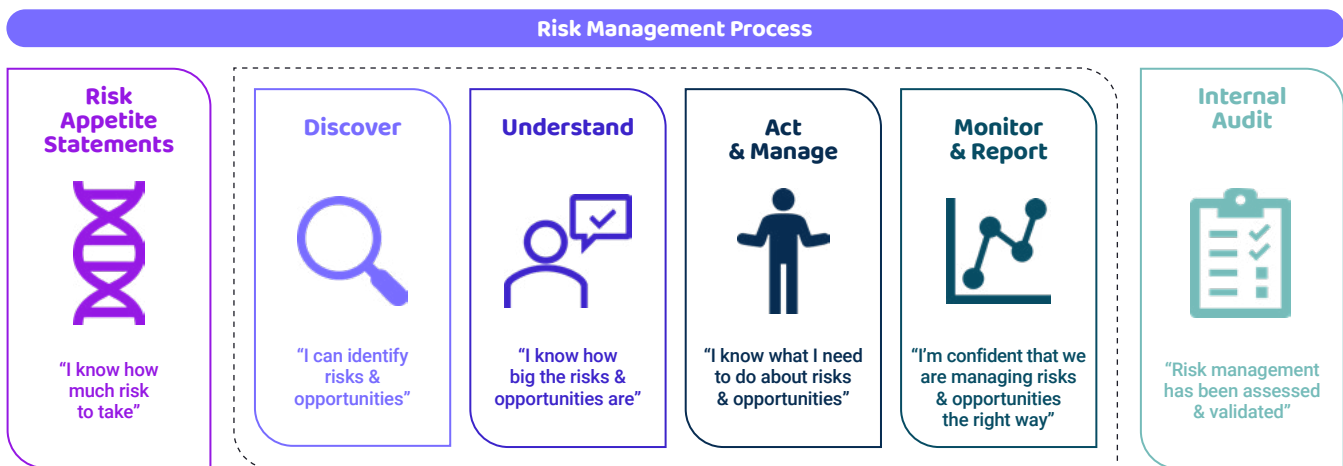 Risk Management Process
Risk
Appetite
Statements
“I know how
much risk
to take”
Discover
“I can identify
risks &
opportunities”
Understand
“I know how
big the risks &
opportunities are”
Act
& Manage
“I know what I need
to do about risks
& opportunities”
Monitor
& Report
“I’m confident that we
are managing risks
& opportunities
the right way”
Internal
Audit
“Risk management
has been assessed
& validated”